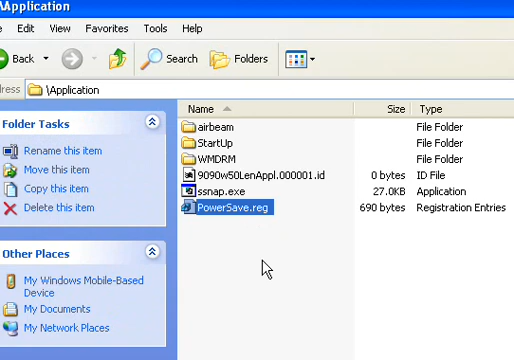 \Application
Edit View Favorites Tools Help
Back Search Folders
ress \Application
Folder Tasks
Rename this item
Move this item
Copy this item
Delete this item
Other Places
My Windows Mobile-Based
Device
My Documents
My Network Places
Name Size Type
airbeam File Folder
StartUp File Folder
WMDRM File Folder
9090w50LenAppl.000001.id 0 bytes ID File
ssnap.exe 27.0KB Application
PowerSave.reg 690 bytes Registration Entries